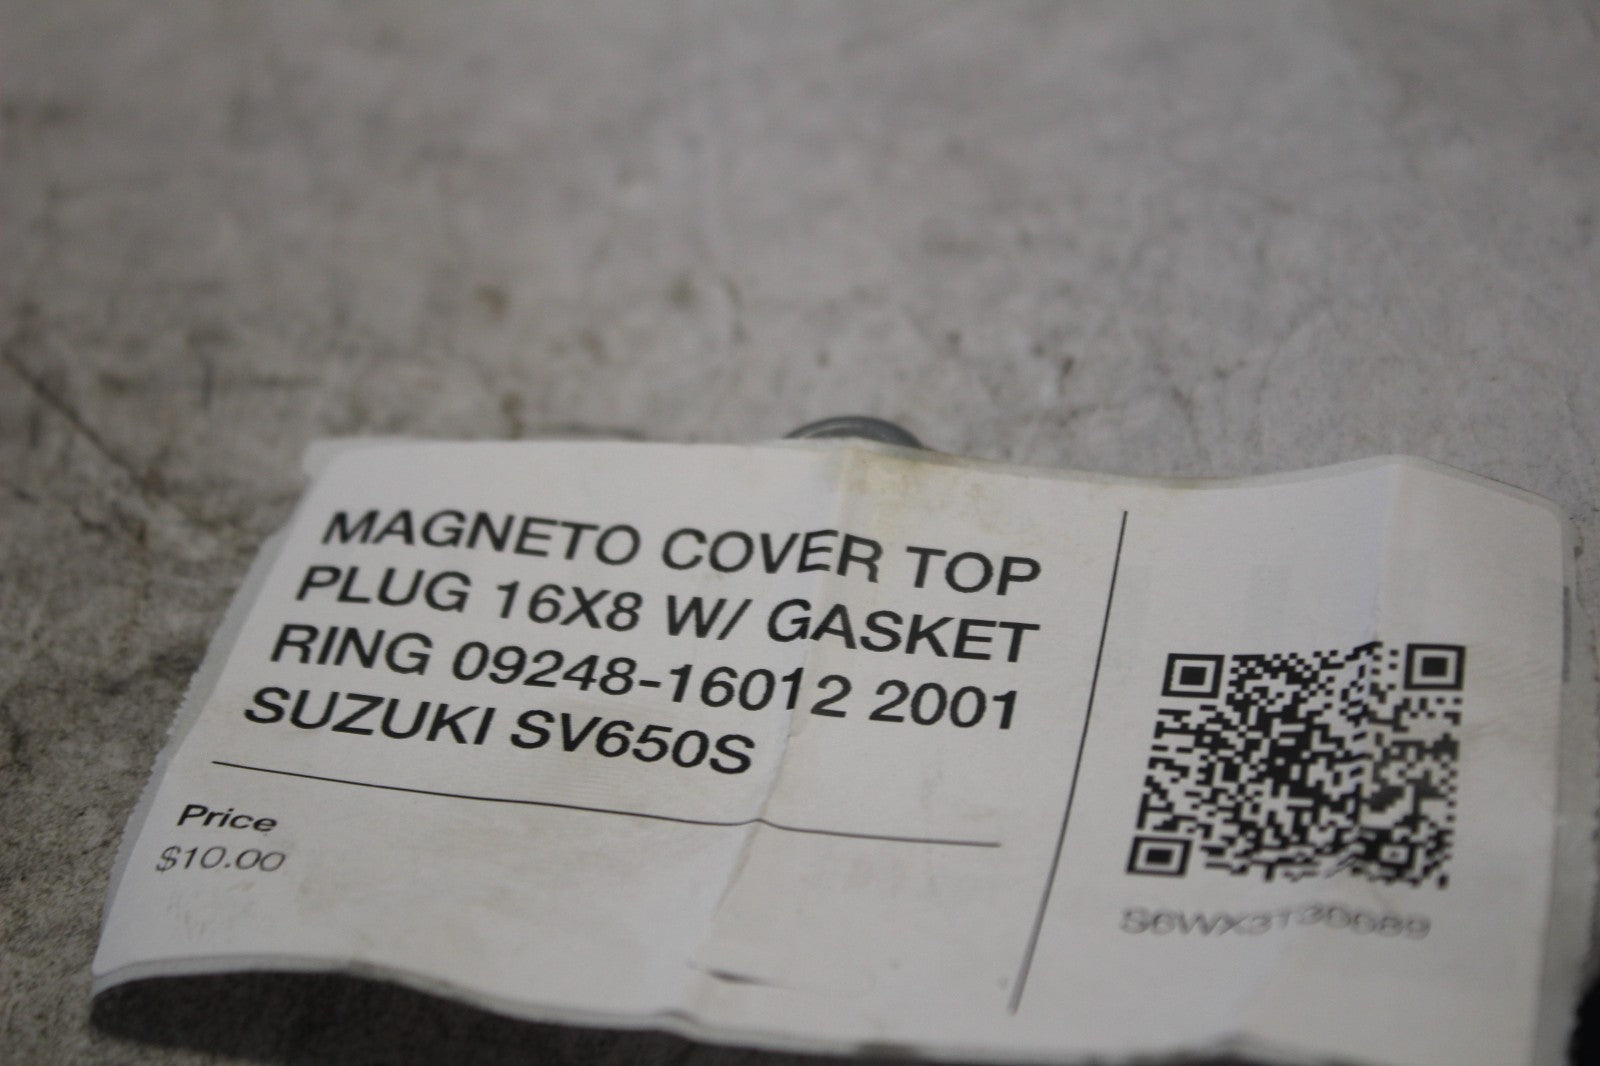 MAGNETO COVER TOP
PLUG 16X8 W/ GASKET
RING 09248-16012 2001
SUZUKI SV650S
Price
$10.00